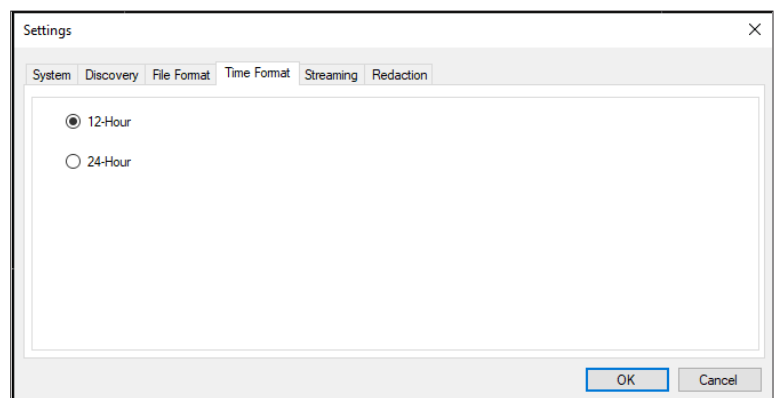 Settings
System Discovery File Format Time Format Streaming Redaction
12-Hour
24-Hour
OK Cancel